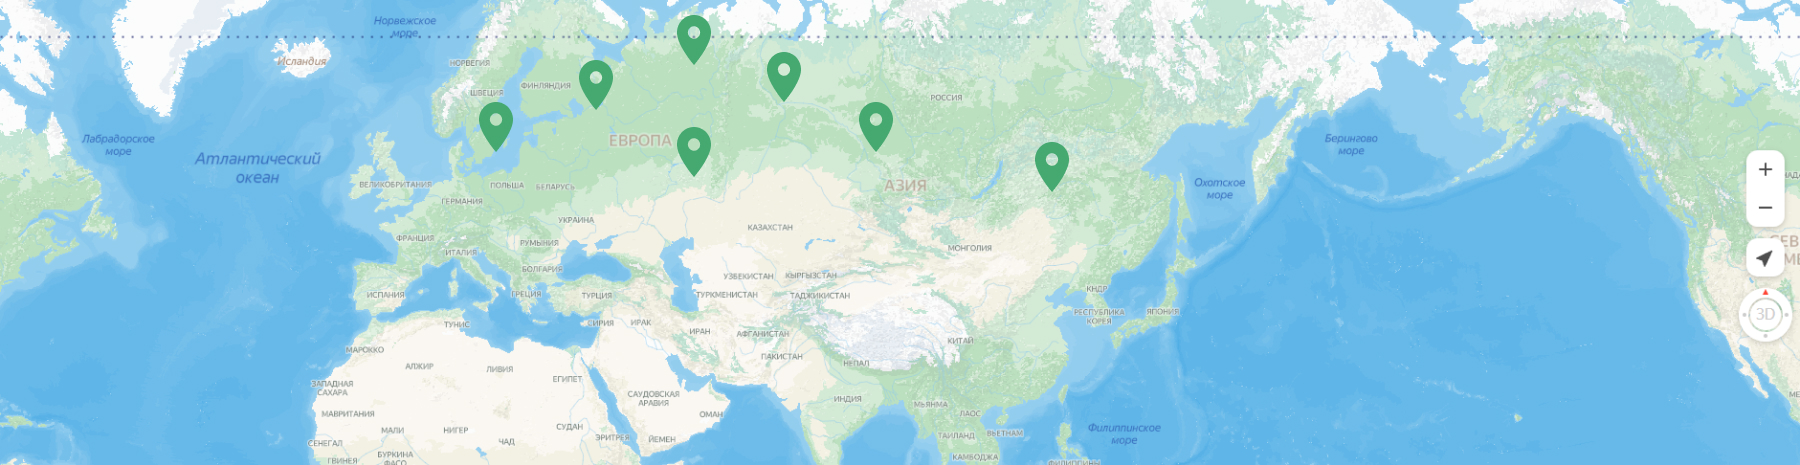 Норвежское
море
Исландия
НОРВЕГИЯ
ШВЕЦИЯ
ФИНЛЯНДИЯ
РОССИЯ
Лабрадорское
море
ЕВРОПА
Берингово
море
Атлантический
океан
ВЕЛИКОБРИТАНИЯ
ПОЛЬША
БЕЛАРУСЬ
АЗИЯ
Охотское
море
ГЕРМАНИЯ
УКРАИНА
КАЗАХСТАН
ФРАНЦИЯ
РУМЫНИЯ
МОНГОЛИЯ
СЕВ
ИТАЛИЯ
БОЛГАРИЯ
УЗБЕКИСТАН
КЫРГЫЗСТАН
ИСПАНИЯ
ГРЕЦИЯ
ТУРЦИЯ
ТУРКМЕНИСТАН
ТАДЖИКИСТАН
КНДР
РЕСПУБЛИКА
КОРЕЯ
ЯПОНИЯ
3D
ТУНИС
СИРИЯ
ИРАК
ИРАН
АФГАНИСТАН
КИТАЙ
МАРОККО
ПАКИСТАН
НЕПАЛ
АЛЖИР
ЛИВИЯ
ЕГИПЕТ
ЗАПАДНАЯ
САХАРА
САУДОВСКАЯ
АРАВИЯ
ИНДИЯ
МЬЯНМА
ЛАОС
МАВРИТАНИЯ
ОМАН
МАЛИ
НИГЕР
ЧАД
СУДАН
ЭРИТРЕЯ
ЙЕМЕН
ТАИЛАНД
ВЬЕТНАМ
Филиппинское
море
СЕНЕГАЛ
ГВИНЕЯ
БУРКИНА
ФАСО
КАМБОДЖА
ФИЛИППИНЫ